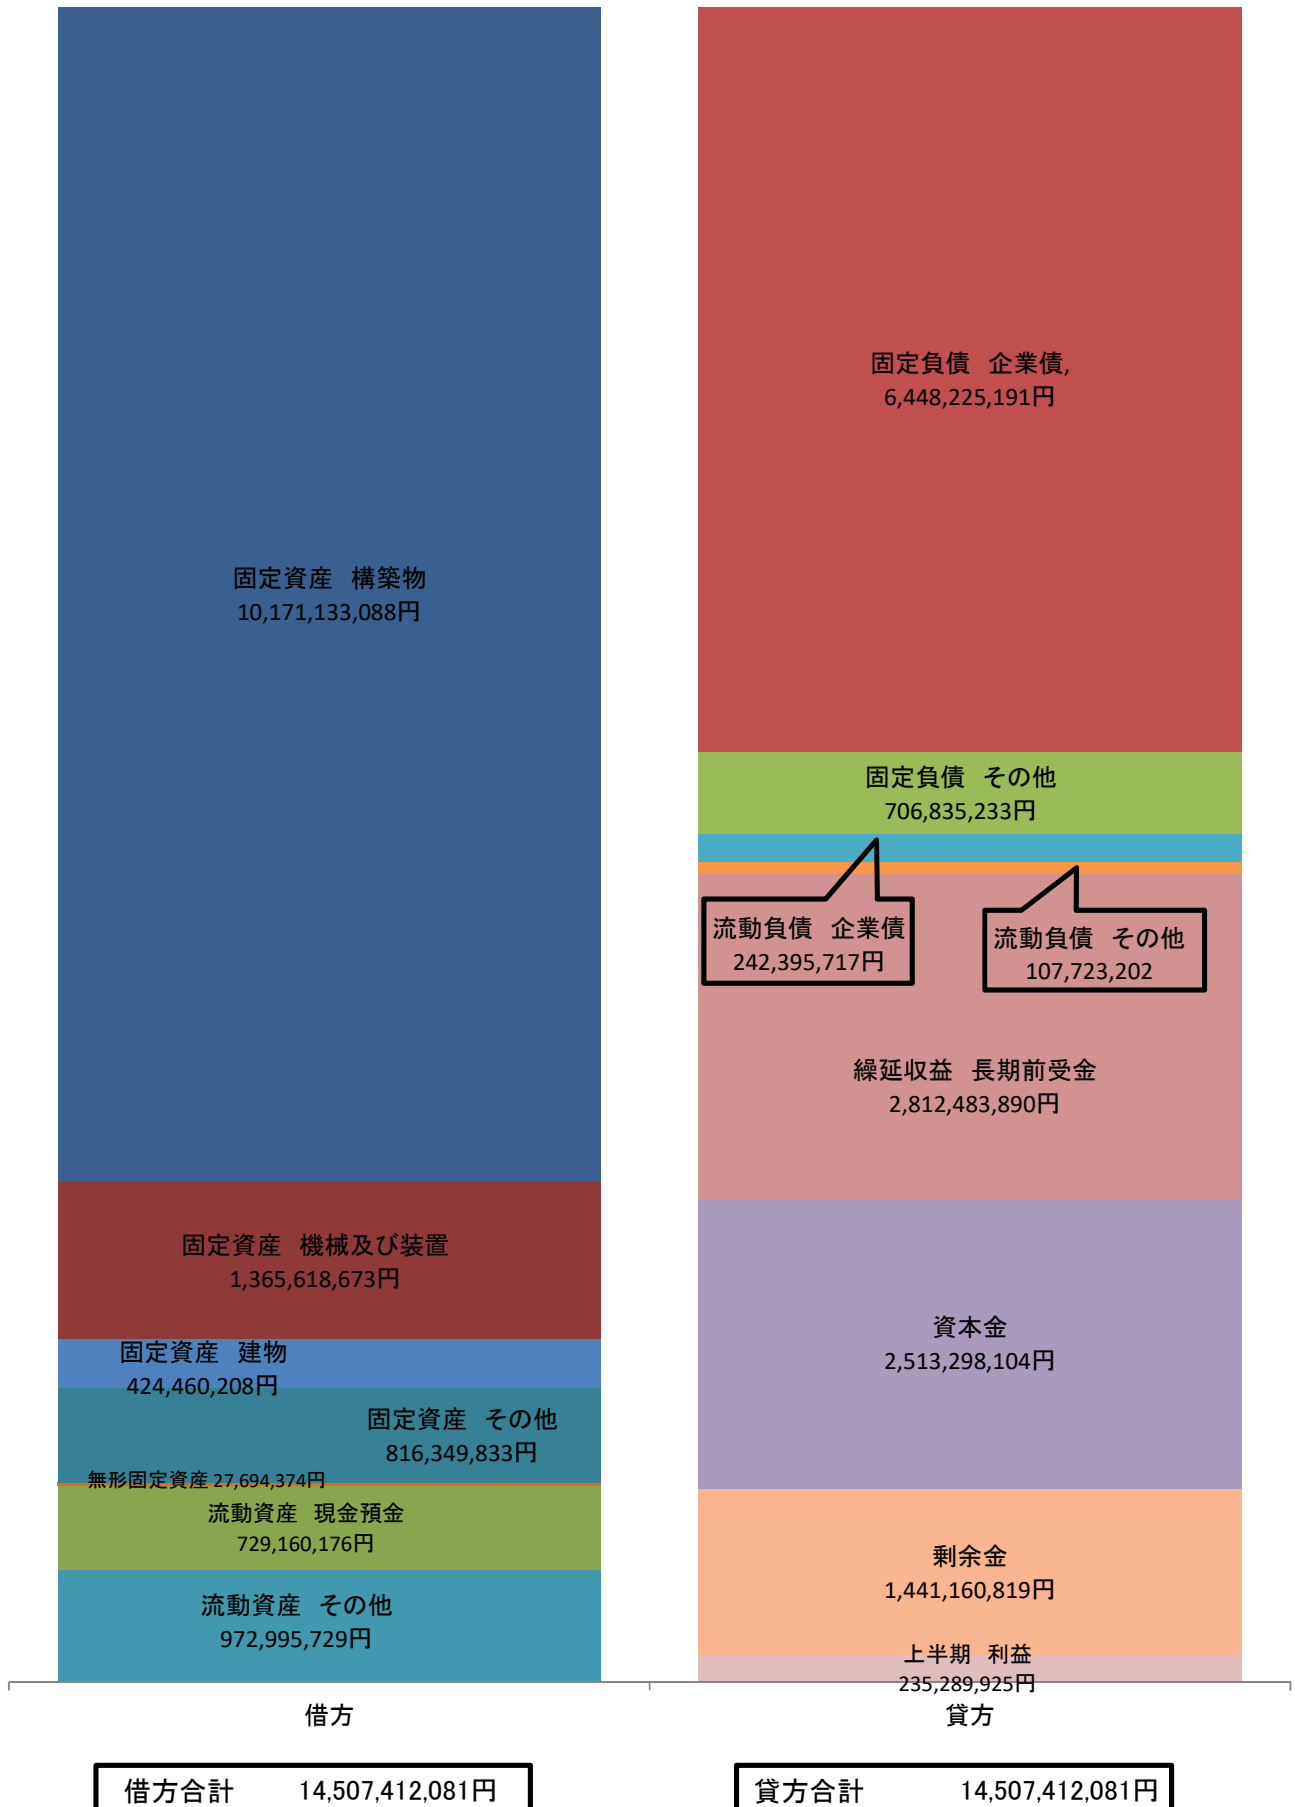 固定資産　構築物
10,171,133,088円
固定資産　機械及び装置
1,365,618,673円
固定資産　建物
424,460,208円
固定資産　その他
816,349,833円
無形固定資産 27,694,374円
流動資産　現金預金
729,160,176円
流動資産　その他
972,995,729円
借方
借方合計　14,507,412,081円
固定負債　企業債,
6,448,225,191円
固定負債　その他
706,835,233円
流動負債　企業債
242,395,717円
流動負債　その他
107,723,202
繰延収益　長期前受金
2,812,483,890円
資本金
2,513,298,104円
剰余金
1,441,160,819円
上半期　利益
235,289,925円
貸方
貸方合計　14,507,412,081円